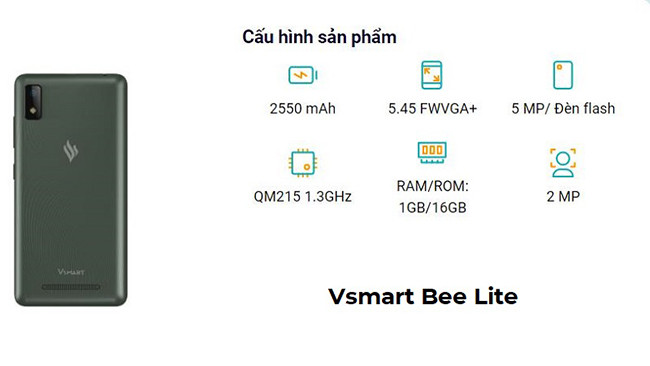 Cấu hình sản phẩm
2550 mAh
5.45 FWVGA+
5 MP/ Đèn flash
QM215 1.3GHz
RAM/ROM:
1GB/16GB
2 MP
VSMART
Vsmart Bee Lite